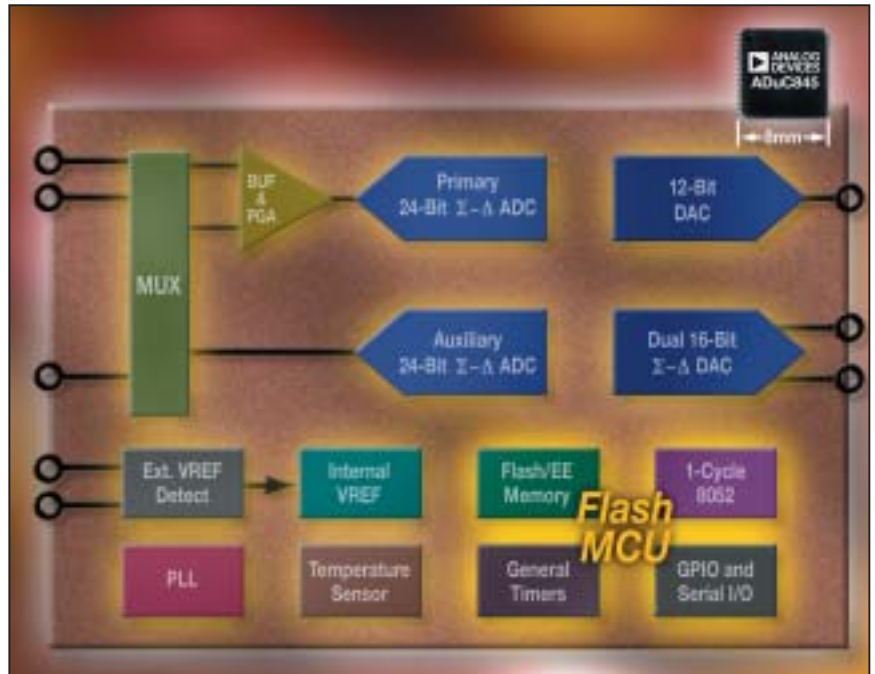 ANALOG
DEVICES
ADuC845
8mm
BUF
&
PGA
Primary
24-Bit Σ-Δ ADC
12-Bit
DAC
MUX
Auxiliary
24-Bit Σ-Δ ADC
Dual 16-Bit
Σ-Δ DAC
Ext. VREF
Detect
Internal
VREF
Flash/EE
Memory
1-Cycle
8052
Flash
MCU
PLL
Temperature
Sensor
General
Timers
GPIO and
Serial I/O